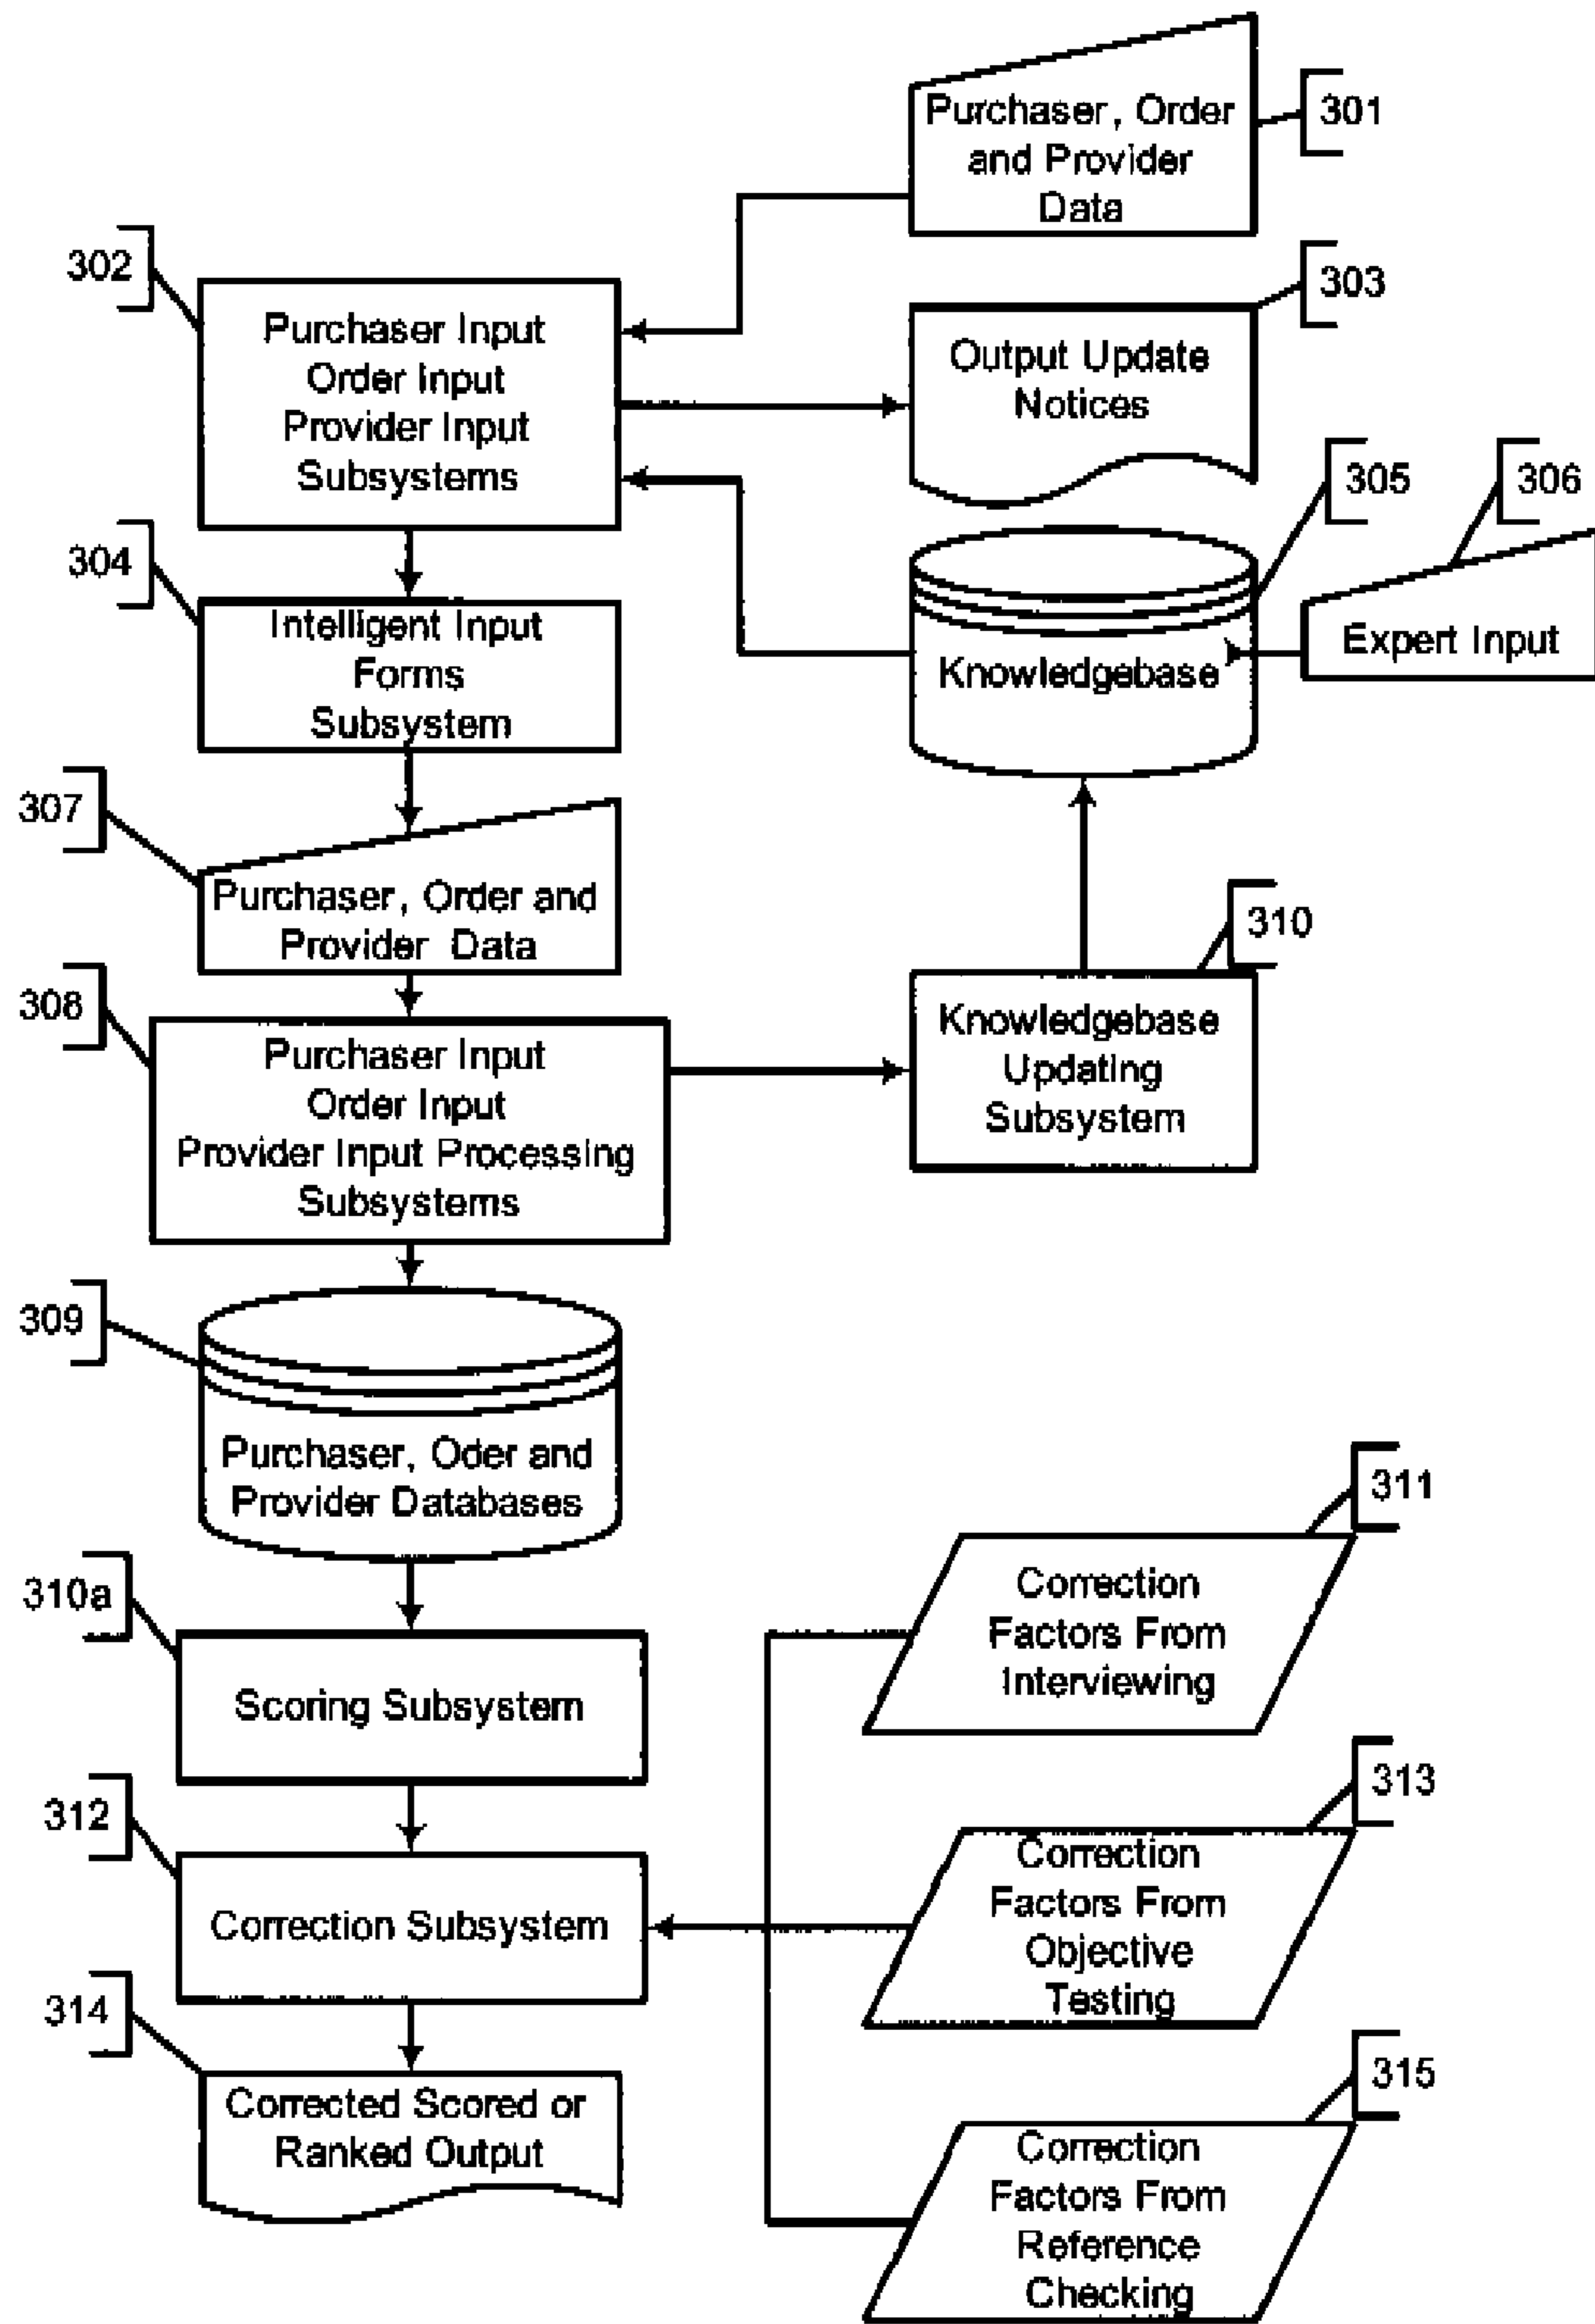 Purchaser, Order
and Provider
Data
301
302
Purchaser Input
Order Input
Provider Input
Subsystems
303
Output Update
Notices
304
Intelligent Input
Forms
Subsystem
305
Knowledgebase
306
Expert Input
307
Purchaser, Order and
Provider Data
308
Purchaser Input
Order Input
Provider Input Processing
Subsystems
310
Knowledgebase
Updating
Subsystem
309
Purchaser, Oder and
Provider Databases
310a
Scoring Subsystem
311
Correction
Factors From
Interviewing
312
Correction Subsystem
313
Correction
Factors From
Objective
Testing
314
Corrected Scored or
Ranked Output
315
Correction
Factors From
Reference
Checking